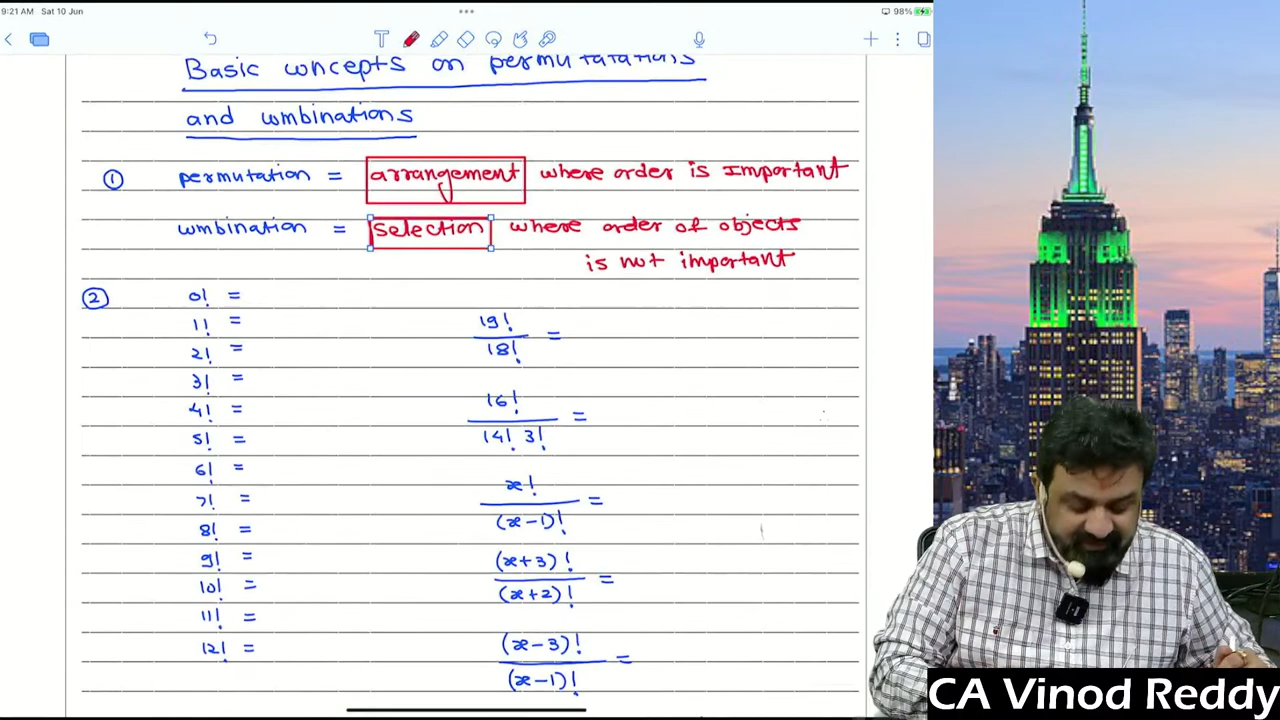 9:21 AM Sat 10 Jun
98%
Basic concepts on permutations
and combinations
① permutation = arrangement where order is Important
combination = selection where order of objects
is not important
② 0! =
1! =
2! =
3! =
4! =
5! =
6! =
7! =
8! =
9! =
10! =
11! =
12! =
19!
18! =
16!
14! 3! =
x!
(x-1)! =
(x+3)!
(x+2)! =
(x-3)!
(x-1)! =
CA Vinod Reddy